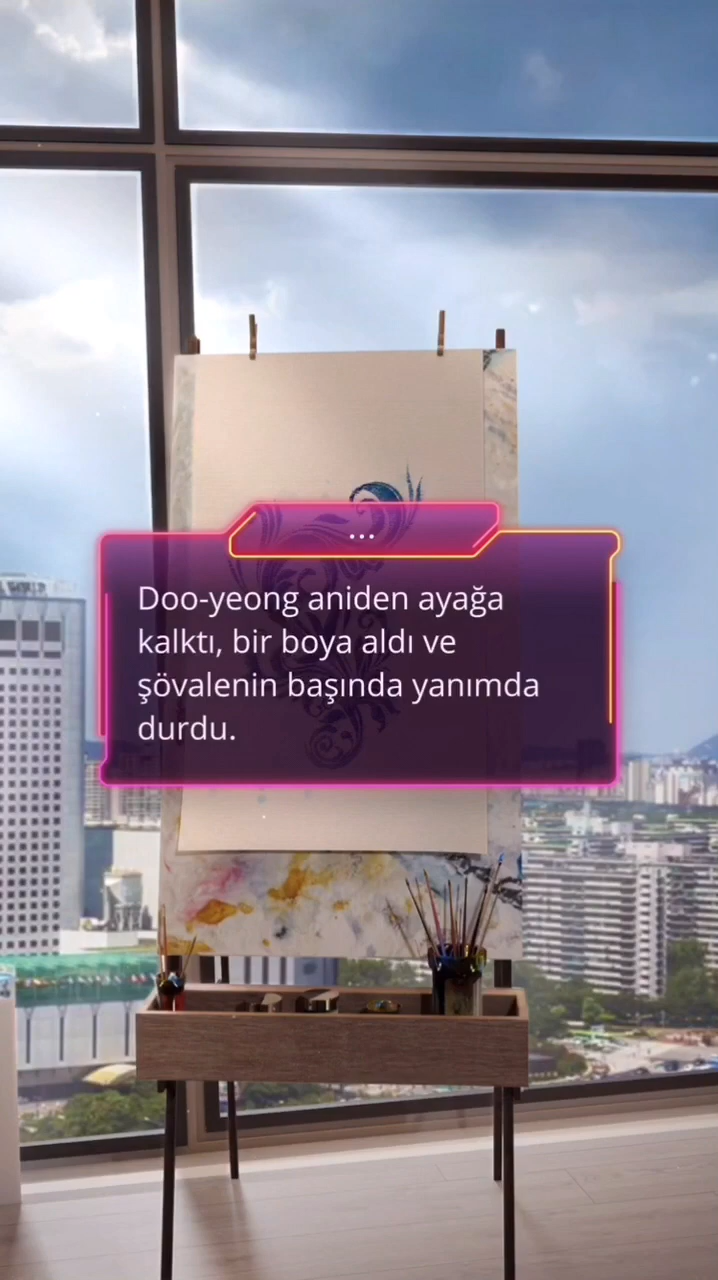 ...
Doo-yeong aniden ayağa
kalktı, bir boya aldı ve
şövalenin başında yanımda
durdu.